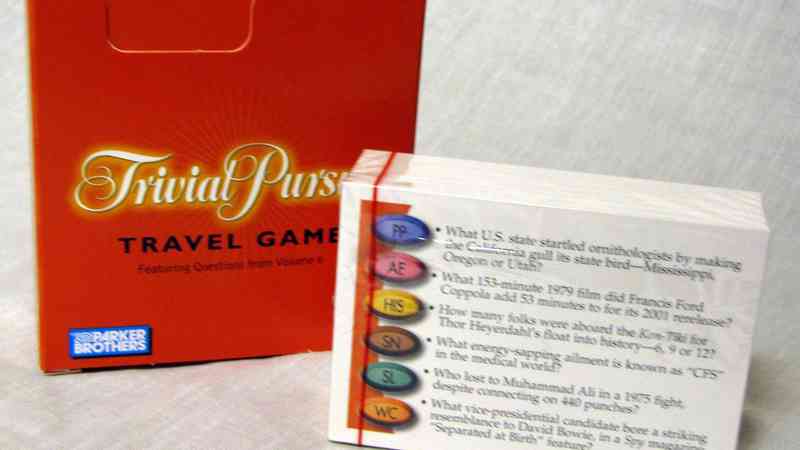 Trivial Purs
TRAVEL GAME
Featuring Questions from Volume 6
PARKER
BROTHERS
PP
• What U.S. state startled ornithologists by making
the California gull its state bird—Mississippi,
Oregon or Utah?
AE
• What 153-minute 1979 film did Francis Ford
Coppola add 53 minutes to for its 2001 rerelease?
HIS
• How many folks were aboard the Kon-Tiki for
Thor Heyerdahl's float into history—6, 9 or 12?
SN
• What energy-sapping ailment is known as "CFS"
in the medical world?
SL
• Who lost to Muhammad Ali in a 1975 fight,
despite connecting on 440 punches?
WC
• What vice-presidential candidate bore a striking
resemblance to David Bowie, in a Spy magazine
"Separated at Birth" feature?